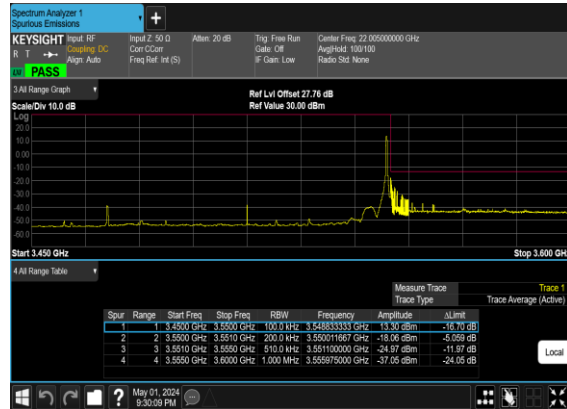 Spectrum Analyzer 1
Spurious Emissions
KEYSIGHT
R T
LW PASS
Input: RF
Coupling: DC
Align: Auto
Input Z: 50 Ω
Corr CCorr
Freq Ref: Int (S)
Atten: 20 dB
Trig: Free Run
Gate: Off
IF Gain: Low
Center Freq: 22.005000000 GHz
Avg|Hold: 100/100
Radio Std: None
3 All Range Graph
Scale/Div 10.0 dB
Ref Lvl Offset 27.76 dB
Ref Value 30.00 dBm
Log
20.0
10.0
0.00
-10.0
-20.0
-30.0
-40.0
-50.0
-60.0
Start 3.450 GHz
Stop 3.600 GHz
4 All Range Table
Measure Trace Trace 1
Trace Type Trace Average (Active)
Spur Range Start Freq Stop Freq RBW Frequency Amplitude ΔLimit
1 1 3.4500 GHz 3.5500 GHz 100.0 kHz 3.548833333 GHz 13.30 dBm -16.70 dB
2 2 3.5500 GHz 3.5510 GHz 200.0 kHz 3.550011667 GHz -18.06 dBm -5.059 dB
3 3 3.5510 GHz 3.5550 GHz 510.0 kHz 3.551100000 GHz -24.97 dBm -11.97 dB
4 4 3.5550 GHz 3.6000 GHz 1.000 MHz 3.555975000 GHz -37.05 dBm -24.05 dB
Local
?
May 01, 2024
9:30:09 PM